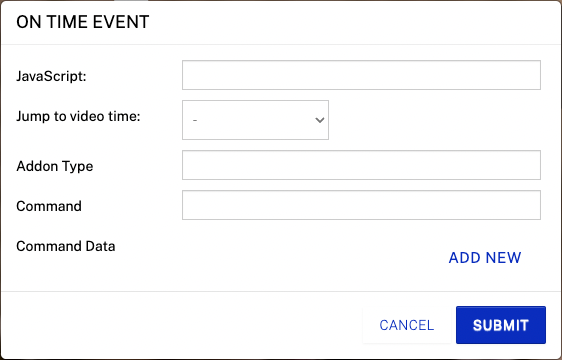 ON TIME EVENT
JavaScript:
Jump to video time: -
Addon Type
Command
Command Data
ADD NEW
CANCEL SUBMIT